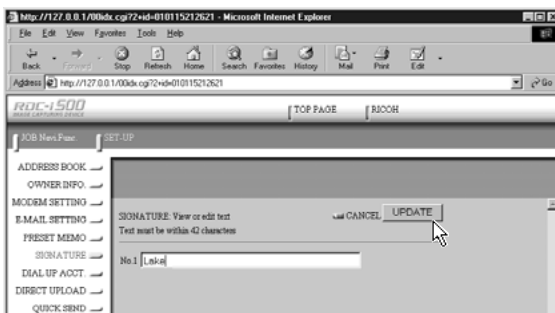 http://127.0.0.1/00idx.cgi?2+id=010115212621 - Microsoft Internet Explorer
File Edit View Favorites Tools Help
Back Forward Stop Refresh Home Search Favorites History Mail Print Edit
Address http://127.0.0.1/00idx.cgi?2+id=010115212621 Go
RDC-i500 TOP PAGE RICOH
IMAGE CAPTURING DEVICE
JOB Navi.Func. SET-UP
ADDRESS BOOK
OWNER INFO.
MODEM SETTING
E-MAIL SETTING
PRESET MEMO
SIGNATURE
DIAL UP ACCT.
DIRECT UPLOAD
QUICK SEND
SIGNATURE: View or edit text CANCEL UPDATE
Text must be within 42 characters
No.1 Lake